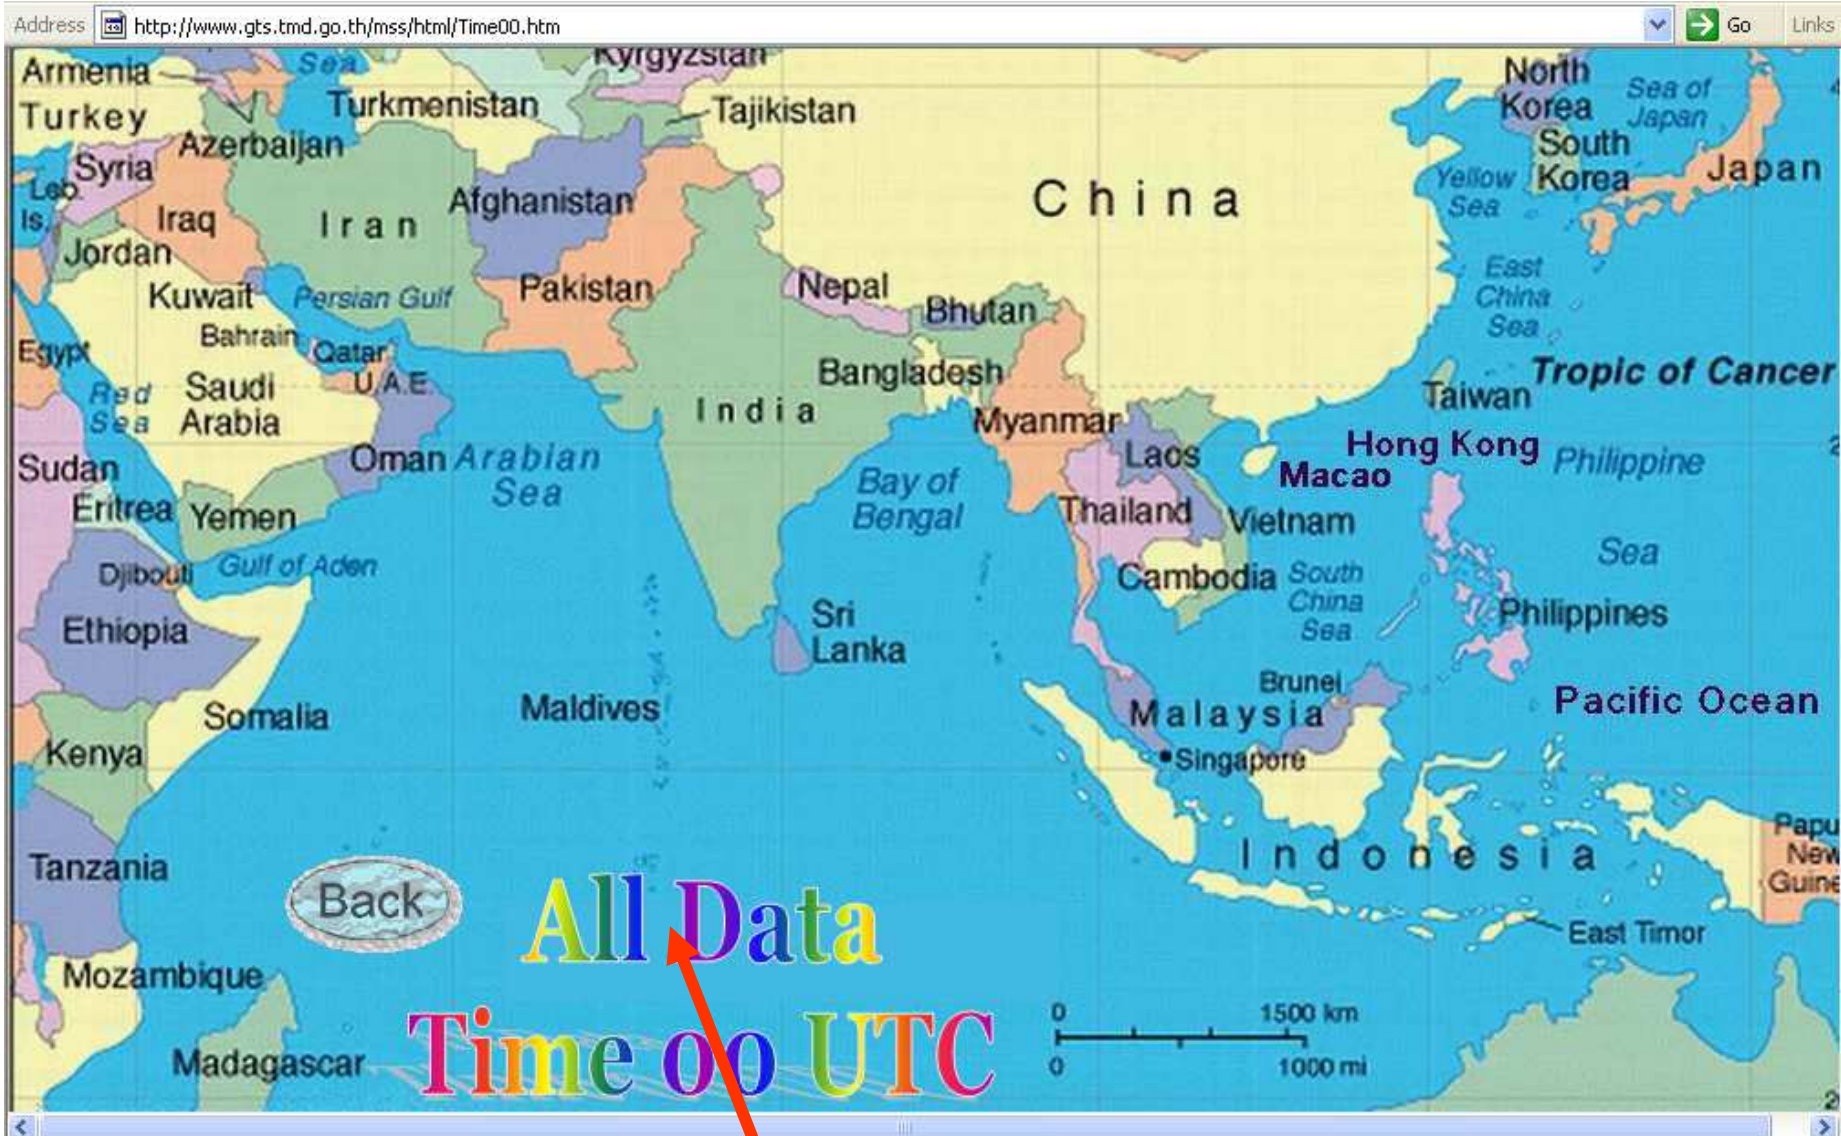 Address http://www.gts.tmd.go.th/mss/html/Time00.htm Go Links
Armenia
Sea
Kyrgyzstan
North
Korea
Sea of
Japan
4
Turkey
Turkmenistan
Tajikistan
Azerbaijan
South
Korea
Japan
Syria
Leb.
Is.
Afghanistan
China
Yellow
Sea
Iraq
Iran
Jordan
Kuwait
Persian Gulf
Pakistan
Nepal
Bhutan
East
China
Sea
Bahrain
Qatar
Egypt
U.A.E.
Red
Sea
Saudi
Arabia
Bangladesh
India
Myanmar
Taiwan
Tropic of Cancer
Oman
Arabian
Sea
Laos
Hong Kong
Macao
Philippine
Sea
2
Sudan
Eritrea
Yemen
Bay of
Bengal
Thailand
Vietnam
Djibouti
Gulf of Aden
Cambodia
South
China
Sea
Philippines
Ethiopia
Sri
Lanka
Somalia
Maldives
Brunei
Malaysia
Pacific Ocean
Kenya
Singapore
Tanzania
Indonesia
Papu
New
Guine
Back
All Data
East Timor
Mozambique
Time 00 UTC
0 1500 km
0 1000 mi
Madagascar
2